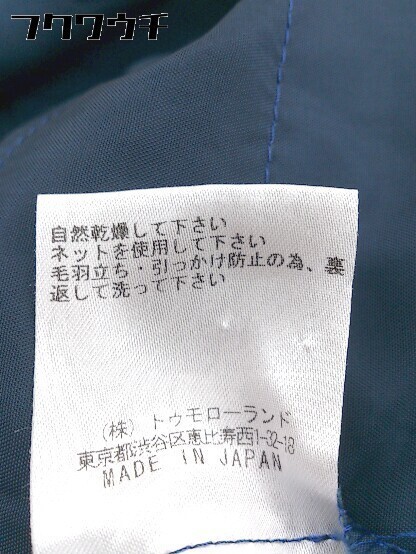 フクワウチ
自然乾燥して下さい
ネットを使用して下さい
毛羽立ち・引っかけ防止の為、裏
返して洗って下さい
(株) トゥモローランド
東京都渋谷区恵比寿西1-32-18
MADE IN JAPAN